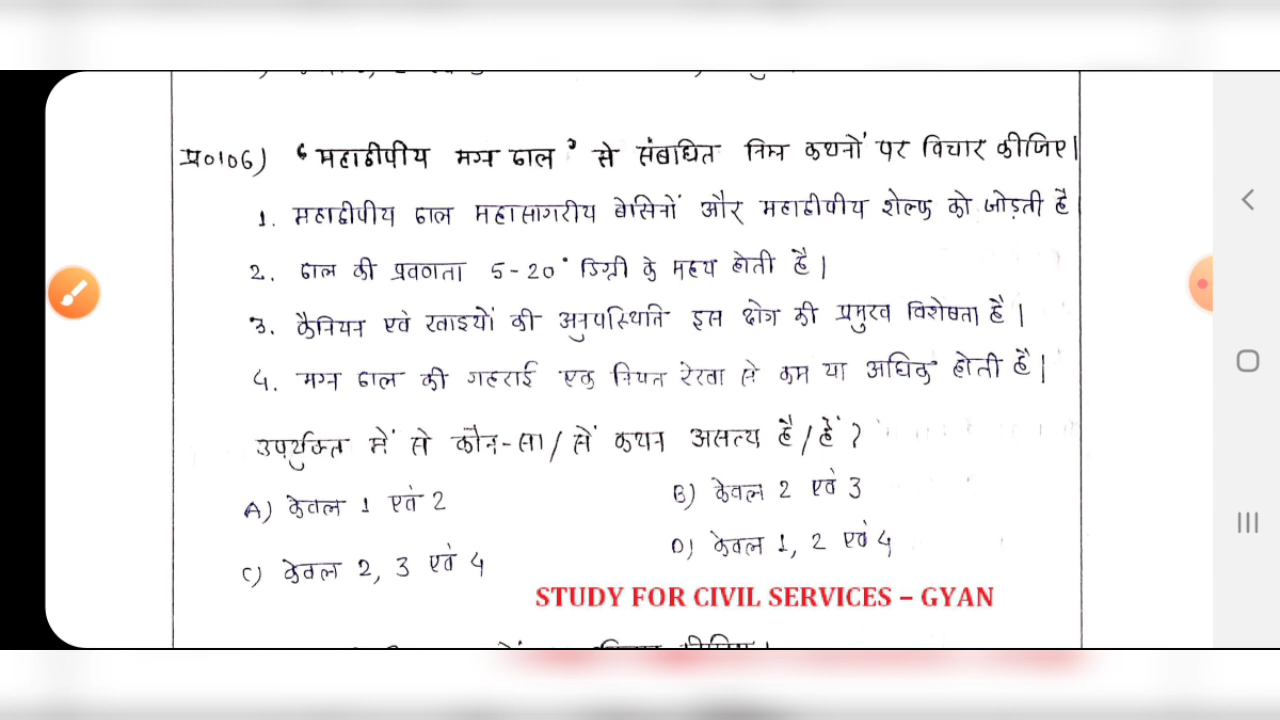 प्र०106) ‘महाद्वीपीय मग्न ढाल’ से संबंधित निम्न कथनों पर विचार कीजिए।
1. महाद्वीपीय ढाल महासागरीय बेसिनों और महाद्वीपीय शेल्फ को जोड़ती है
2. ढाल की प्रवणता 5-20° डिग्री के मध्य होती है।
3. कैनियन एवं खाइयों की अनुपस्थिति इस क्षेत्र की प्रमुख विशेषता है।
4. मग्न ढाल की गहराई एक नियत रेखा से कम या अधिक होती है।
उपर्युक्त में से कौन-सा/सें कथन असत्य है/हैं?
A) केवल 1 एवं 2
B) केवल 2 एवं 3
C) केवल 2, 3 एवं 4
D) केवल 1, 2 एवं 4
STUDY FOR CIVIL SERVICES – GYAN